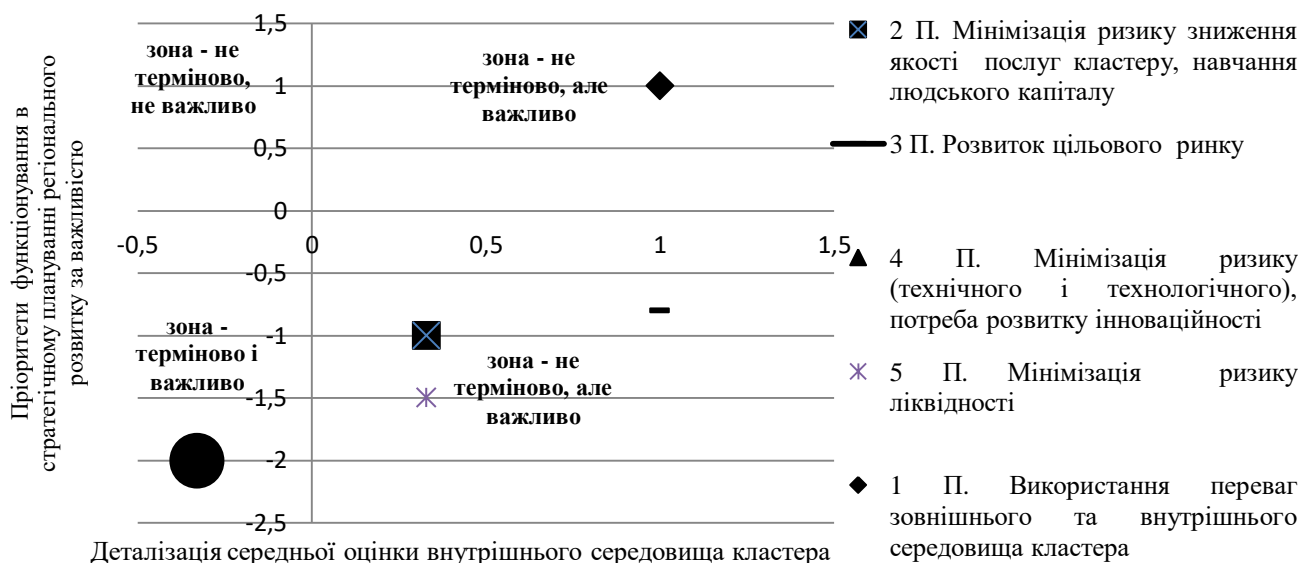 Пріоритети функціонування в
стратегічному плануванні регіонального
розвитку за важливістю
1,5
1
0,5
0
-0,5
-1
-1,5
-2
-2,5
-0,5
0
0,5
1
1,5
зона - не
терміново,
не важливо
зона - не
терміново, але
важливо
зона -
терміново і
важливо
зона - не
терміново, але
важливо
Деталізація середньої оцінки внутрішнього середовища кластера
2 П. Мінімізація ризику зниження
якості послуг кластеру, навчання
людського капіталу
3 П. Розвиток цільового ринку
4 П. Мінімізація ризику
(технічного і технологічного),
потреба розвитку інноваційності
5 П. Мінімізація ризику
ліквідності
1 П. Використання переваг
зовнішнього та внутрішнього
середовища кластера